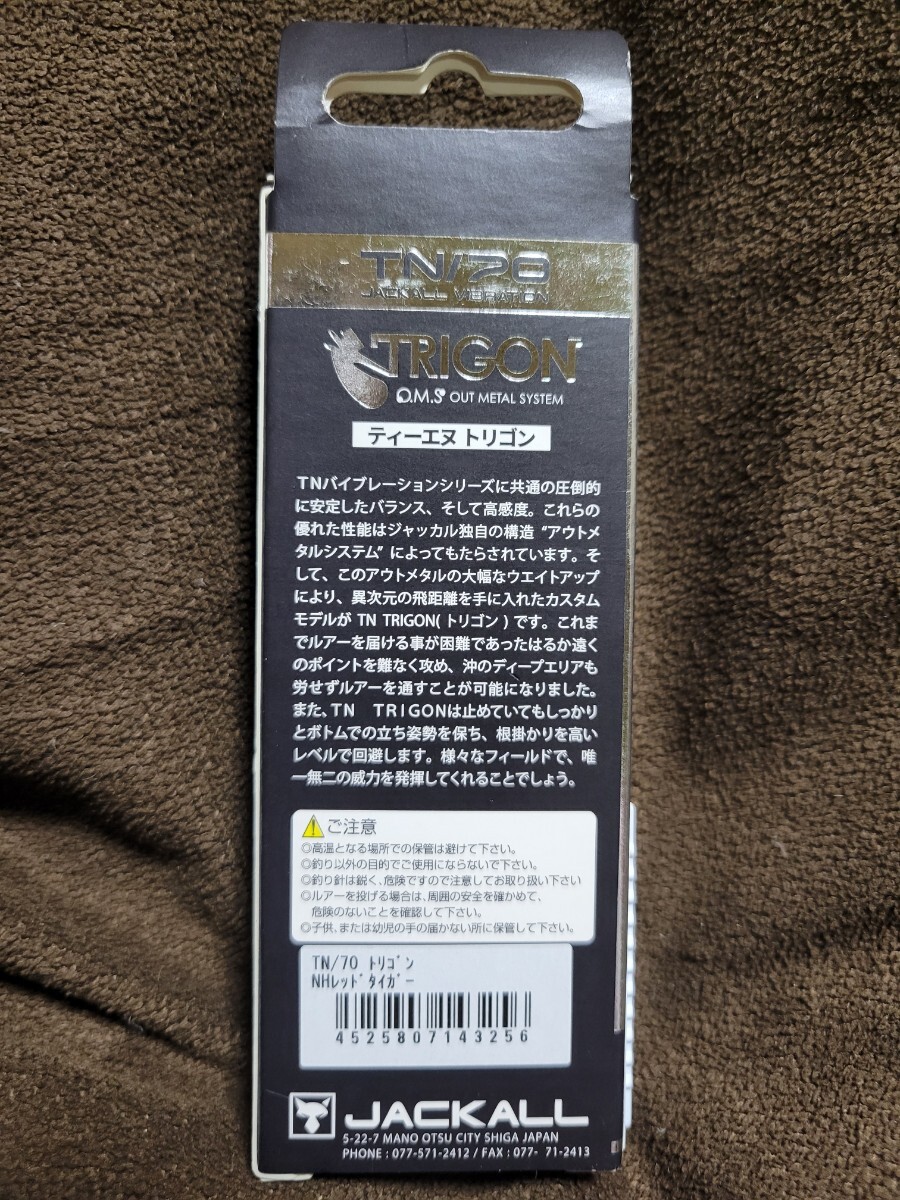 TN/70
JACKALL VIBRATION
TRIGON
O.M.S OUT METAL SYSTEM
ティーエヌ トリゴン
TNバイブレーションシリーズに共通の圧倒的
に安定したバランス、そして高感度。これらの
優れた性能はジャッカル独自の構造 “アウトメ
タルシステム” によってもたらされています。そ
して、このアウトメタルの大幅なウエイトアップ
により、異次元の飛距離を手に入れたカスタム
モデルが TN TRIGON(トリゴン) です。これま
でルアーを届ける事が困難であったはるか遠く
のポイントを難なく攻め、沖のディープエリアも
労せずルアーを通すことが可能になりました。
また、TN TRIGONは止めていてもしっかり
とボトムでの立ち姿勢を保ち、根掛かりを高い
レベルで回避します。様々なフィールドで、唯
一無二の威力を発揮してくれることでしょう。
ご注意
◎高温となる場所での保管は避けて下さい。
◎釣り以外の目的でご使用にならないで下さい。
◎釣り針は鋭く、危険ですので注意してお取り扱い下さい
◎ルアーを投げる場合は、周囲の安全を確かめて、
危険のないことを確認して下さい。
◎子供、または幼児の手の届かない所に保管して下さい。
TN/70 トリゴン
NHレッドタイガー
4525807143256
JACKALL
5-22-7 MANO OTSU CITY SHIGA JAPAN
PHONE : 077-571-2412 / FAX : 077- 71-2413